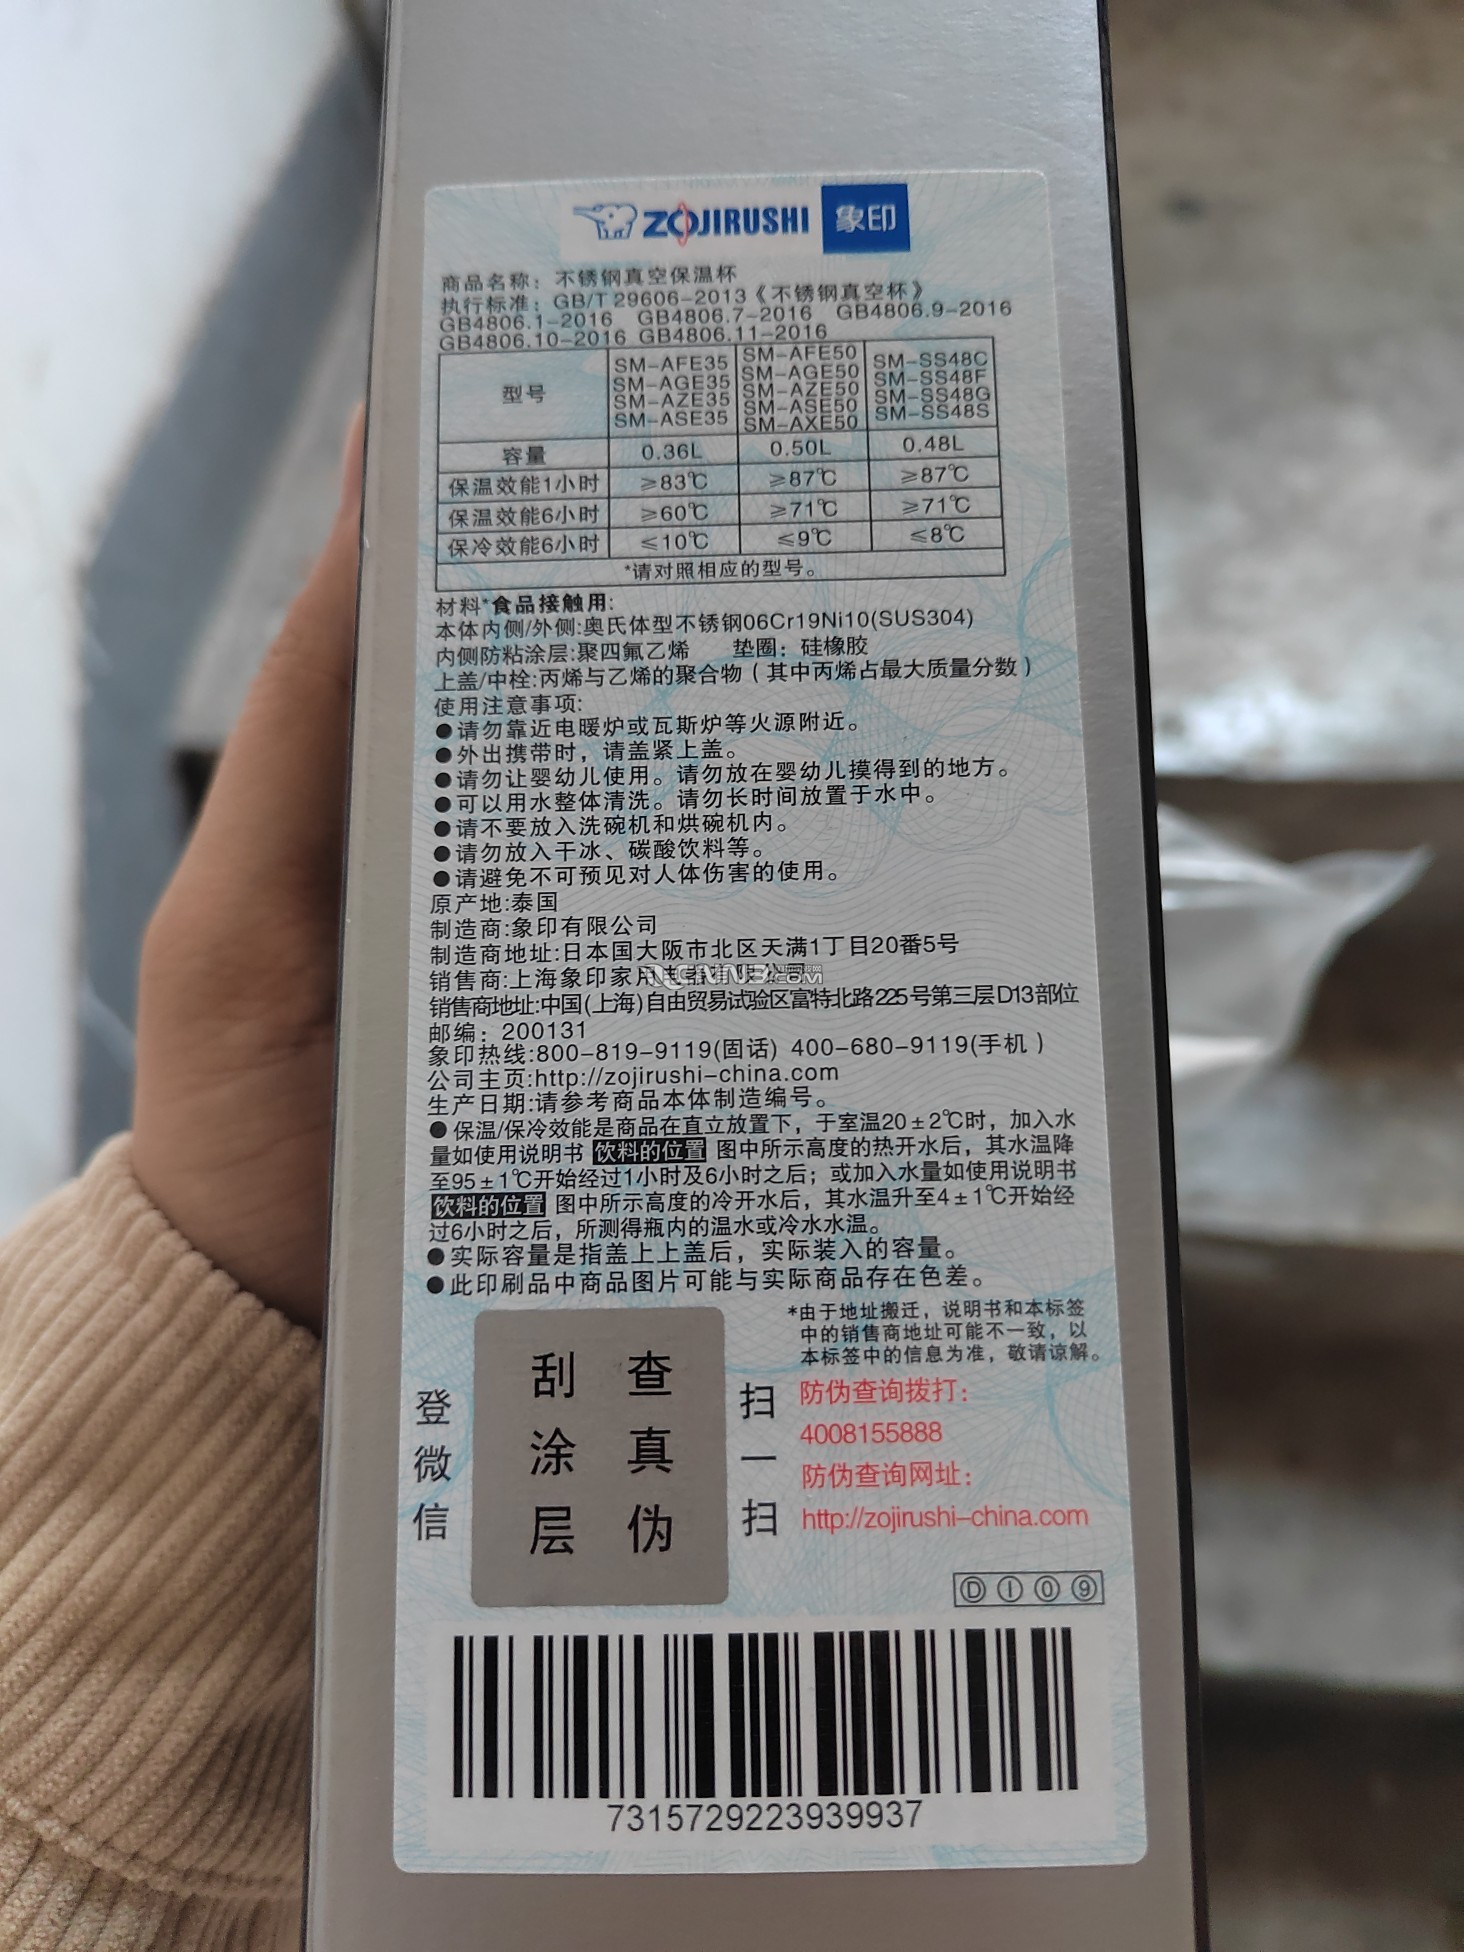 ZOJIRUSHI 象印
商品名称：不锈钢真空保温杯
执行标准：GB/T 29606-2013《不锈钢真空杯》
GB4806.1-2016 GB4806.7-2016 GB4806.9-2016
GB4806.10-2016 GB4806.11-2016
型号
SM-AFE35
SM-AGE35
SM-AZE35
SM-ASE35
SM-AFE50
SM-AGE50
SM-AZE50
SM-ASE50
SM-AXE50
SM-SS48C
SM-SS48F
SM-SS48G
SM-SS48S
容量 0.36L 0.50L 0.48L
保温效能1小时 ≥83℃ ≥87℃ ≥87℃
保温效能6小时 ≥60℃ ≥71℃ ≥71℃
保冷效能6小时 ≤10℃ ≤9℃ ≤8℃
*请对照相应的型号。
材料*食品接触用：
本体内侧/外侧:奥氏体型不锈钢06Cr19Ni10(SUS304)
内侧防粘涂层:聚四氟乙烯 垫圈：硅橡胶
上盖/中栓:丙烯与乙烯的聚合物（其中丙烯占最大质量分数）
使用注意事项:
●请勿靠近电暖炉或瓦斯炉等火源附近。
●外出携带时，请盖紧上盖。
●请勿让婴幼儿使用。请勿放在婴幼儿摸得到的地方。
●可以用水整体清洗。请勿长时间放置于水中。
●请不要放入洗碗机和烘碗机内。
●请勿放入干冰、碳酸饮料等。
●请避免不可预见对人体伤害的使用。
原产地:泰国
制造商:象印有限公司
制造商地址:日本国大阪市北区天满1丁目20番5号
销售商:上海象印家用电器有限公司
销售商地址:中国(上海)自由贸易试验区富特北路225号第三层D13部位
邮编：200131
象印热线:800-819-9119(固话) 400-680-9119(手机)
公司主页:http://zojirushi-china.com
生产日期:请参考商品本体制造编号。
●保温/保冷效能是商品在直立放置下，于室温20±2℃时，加入水
量如使用说明书 饮料的位置 图中所示高度的热开水后，其水温降
至95±1℃开始经过1小时及6小时之后；或加入水量如使用说明书
饮料的位置 图中所示高度的冷开水后，其水温升至4±1℃开始经
过6小时之后，所测得瓶内的温水或冷水水温。
●实际容量是指盖上上盖后，实际装入的容量。
●此印刷品中商品图片可能与实际商品存在色差。
*由于地址搬迁，说明书和本标签
中的销售商地址可能不一致，以
本标签中的信息为准，敬请谅解。
登微信
刮涂层
查真伪
扫一扫
防伪查询拨打：
4008155888
防伪查询网址：
http://zojirushi-china.com
D I 0 9
7315729223939937